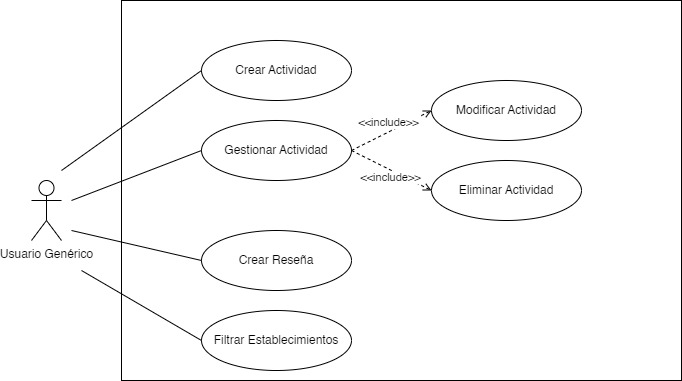 Crear Actividad
Modificar Actividad
<<include>>
Gestionar Actividad
<<include>>
Eliminar Actividad
Usuario Genérico
Crear Reseña
Filtrar Establecimientos